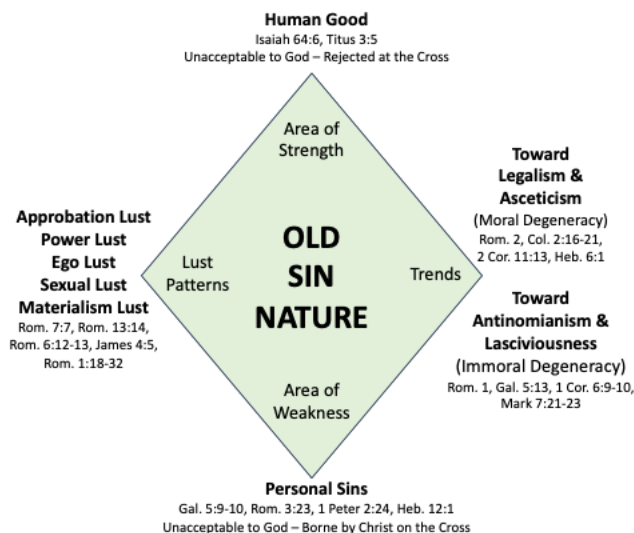 Human Good
Isaiah 64:6, Titus 3:5
Unacceptable to God – Rejected at the Cross
Area of
Strength
Approbation Lust
Power Lust
Ego Lust
Sexual Lust
Materialism Lust
Rom. 7:7, Rom. 13:14,
Rom. 6:12-13, James 4:5,
Rom. 1:18-32
Lust
Patterns
OLD
SIN
NATURE
Trends
Toward
Legalism &
Asceticism
(Moral Degeneracy)
Rom. 2, Col. 2:16-21,
2 Cor. 11:13, Heb. 6:1
Toward
Antinomianism &
Lasciviousness
(Immoral Degeneracy)
Rom. 1, Gal. 5:13, 1 Cor. 6:9-10,
Mark 7:21-23
Area of
Weakness
Personal Sins
Gal. 5:9-10, Rom. 3:23, 1 Peter 2:24, Heb. 12:1
Unacceptable to God – Borne by Christ on the Cross